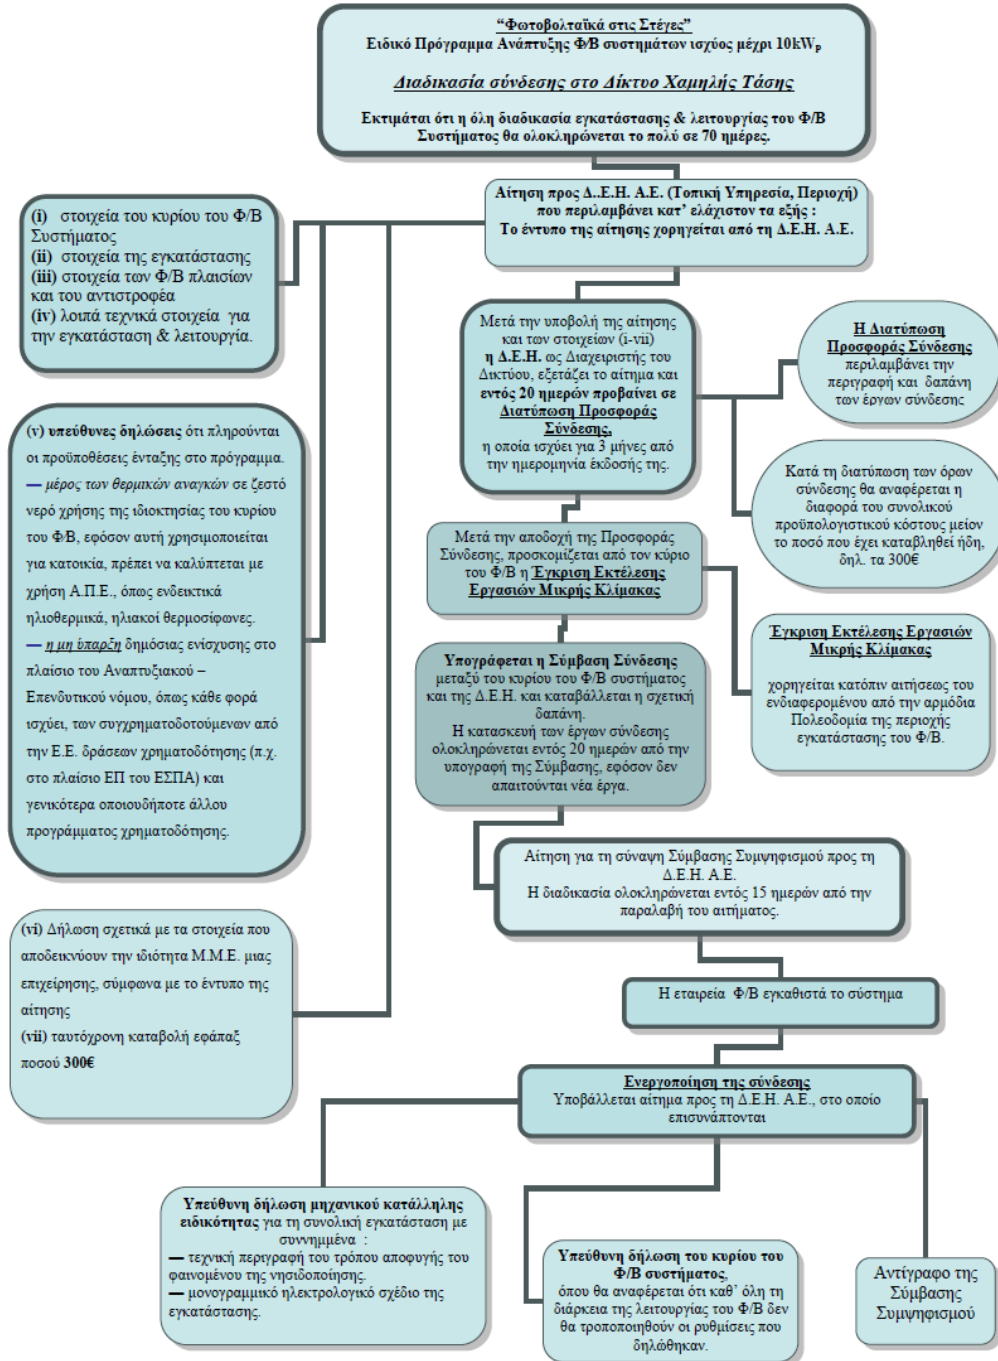 “Φωτοβολταϊκά στις Στέγες”
Ειδικό Πρόγραμμα Ανάπτυξης Φ/Β συστημάτων ισχύος μέχρι 10kWp
Διαδικασία σύνδεσης στο Δίκτυο Χαμηλής Τάσης
Εκτιμάται ότι η όλη διαδικασία εγκατάστασης & λειτουργίας του Φ/Β
Συστήματος θα ολοκληρώνεται το πολύ σε 70 ημέρες.
Αίτηση προς Δ..Ε.Η. Α.Ε. (Τοπική Υπηρεσία, Περιοχή)
που περιλαμβάνει κατ’ ελάχιστον τα εξής :
Το έντυπο της αίτησης χορηγείται από τη Δ.Ε.Η. Α.Ε.
(i) στοιχεία του κυρίου του Φ/Β
Συστήματος
(ii) στοιχεία της εγκατάστασης
(iii) στοιχεία των Φ/Β πλαισίων
και του αντιστροφέα
(iv) λοιπά τεχνικά στοιχεία για
την εγκατάσταση & λειτουργία.
Μετά την υποβολή της αίτησης
και των στοιχείων (i-vii)
η Δ.Ε.Η. ως Διαχειριστής του
Δικτύου, εξετάζει το αίτημα και
εντός 20 ημερών προβαίνει σε
Διατύπωση Προσφοράς
Σύνδεσης,
η οποία ισχύει για 3 μήνες από
την ημερομηνία έκδοσής της.
Η Διατύπωση
Προσφοράς Σύνδεσης
περιλαμβάνει την
περιγραφή και δαπάνη
των έργων σύνδεσης
Κατά τη διατύπωση των όρων
σύνδεσης θα αναφέρεται η
διαφορά του συνολικού
προϋπολογιστικού κόστους μείον
το ποσό που έχει καταβληθεί ήδη,
δηλ. τα 300€
(v) υπεύθυνες δηλώσεις ότι πληρούνται
οι προϋποθέσεις ένταξης στο πρόγραμμα.
— μέρος των θερμικών αναγκών σε ζεστό
νερό χρήσης της ιδιοκτησίας του κυρίου
του Φ/Β, εφόσον αυτή χρησιμοποιείται
για κατοικία, πρέπει να καλύπτεται με
χρήση Α.Π.Ε., όπως ενδεικτικά
ηλιοθερμικά, ηλιακοί θερμοσίφωνες.
— η μη ύπαρξη δημόσιας ενίσχυσης στο
πλαίσιο του Αναπτυξιακού –
Επενδυτικού νόμου, όπως κάθε φορά
ισχύει, των συγχρηματοδοτούμενων από
την Ε.Ε. δράσεων χρηματοδότησης (π.χ.
στο πλαίσιο ΕΠ του ΕΣΠΑ) και
γενικότερα οποιουδήποτε άλλου
προγράμματος χρηματοδότησης.
Μετά την αποδοχή της Προσφοράς
Σύνδεσης, προσκομίζεται από τον κύριο
του Φ/Β η Έγκριση Εκτέλεσης
Εργασιών Μικρής Κλίμακας
Έγκριση Εκτέλεσης Εργασιών
Μικρής Κλίμακας
χορηγείται κατόπιν αιτήσεως του
ενδιαφερομένου από την αρμόδια
Πολεοδομία της περιοχής
εγκατάστασης του Φ/Β.
Υπογράφεται η Σύμβαση Σύνδεσης
μεταξύ του κυρίου του Φ/Β συστήματος
και της Δ.Ε.Η. και καταβάλλεται η σχετική
δαπάνη.
Η κατασκευή των έργων σύνδεσης
ολοκληρώνεται εντός 20 ημερών από την
υπογραφή της Σύμβασης, εφόσον δεν
απαιτούνται νέα έργα.
Αίτηση για τη σύναψη Σύμβασης Συμψηφισμού προς τη
Δ.Ε.Η. Α.Ε.
Η διαδικασία ολοκληρώνεται εντός 15 ημερών από την
παραλαβή του αιτήματος.
(vi) Δήλωση σχετικά με τα στοιχεία που
αποδεικνύουν την ιδιότητα Μ.Μ.Ε. μιας
επιχείρησης, σύμφωνα με το έντυπο της
αίτησης
(vii) ταυτόχρονη καταβολή εφάπαξ
ποσού 300€
Η εταιρεία Φ/Β εγκαθιστά το σύστημα
Ενεργοποίηση της σύνδεσης
Υποβάλλεται αίτημα προς τη Δ.Ε.Η. Α.Ε., στο οποίο
επισυνάπτονται
Υπεύθυνη δήλωση μηχανικού κατάλληλης
ειδικότητας για τη συνολική εγκατάσταση με
συννημμένα :
— τεχνική περιγραφή του τρόπου αποφυγής του
φαινομένου της νησιδοποίησης.
— μονογραμμικό ηλεκτρολογικό σχέδιο της
εγκατάστασης.
Υπεύθυνη δήλωση του κυρίου του
Φ/Β συστήματος,
όπου θα αναφέρεται ότι καθ’ όλη τη
διάρκεια της λειτουργίας του Φ/Β δεν
θα τροποποιηθούν οι ρυθμίσεις που
δηλώθηκαν.
Αντίγραφο της
Σύμβασης
Συμψηφισμού